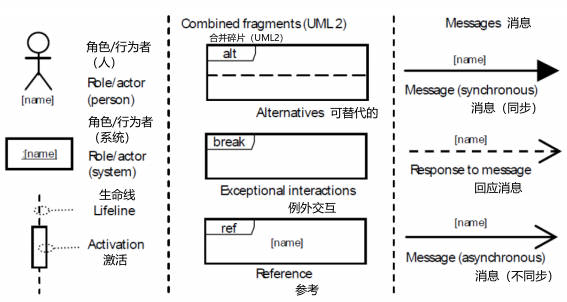 角色/行为者
(人)
Role/actor
(person)
[name]
角色/行为者
(系统)
:[name]
Role/actor
(system)
生命线
Lifeline
Activation
激活
Combined fragments (UML 2)
合并碎片（UML2）
alt
Alternatives 可替代的
break
Exceptional interactions
例外交互
ref
[name]
Reference
参考
Messages 消息
[name]
Message (synchronous)
消息（同步）
[name]
Response to message
回应消息
[name]
Message (asynchronous)
消息（不同步）